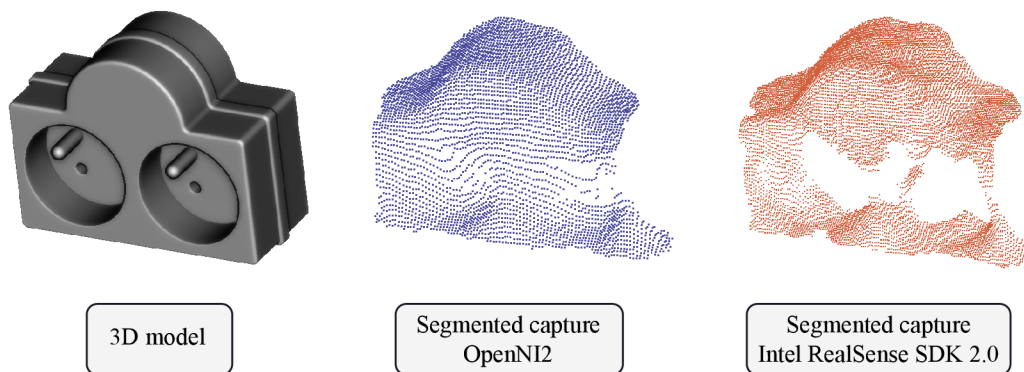 3D model
Segmented capture
OpenNI2
Segmented capture
Intel RealSense SDK 2.0